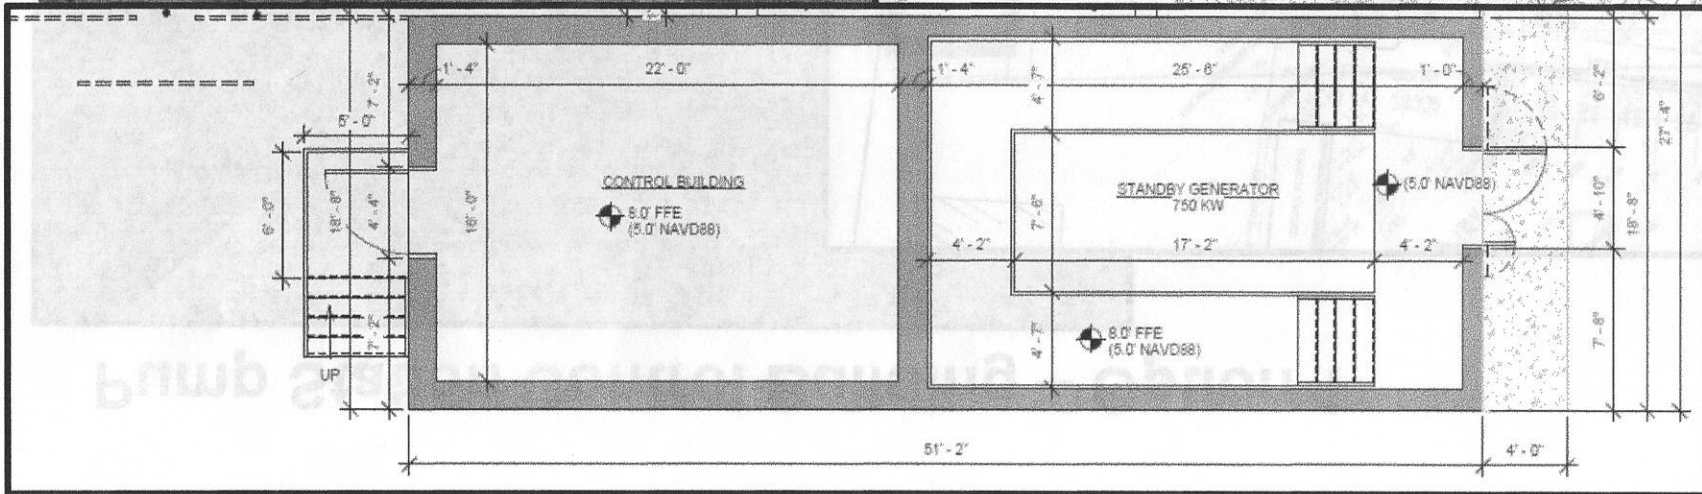 1' - 4"
22' - 0"
1' - 4"
25' - 6"
1' - 0"
7' - 2"
4' - 7"
6' - 2"
27' - 4"
5' - 0"
CONTROL BUILDING
8.0' FFE
(5.0' NAVD88)
STANDBY GENERATOR
750 KW
(5.0' NAVD88)
6' - 0"
18' - 8"
4' - 4"
16' - 0"
7' - 6"
4' - 10"
18' - 8"
4' - 2"
17' - 2"
4' - 2"
7' - 2"
4' - 7"
8.0' FFE
(5.0' NAVD88)
7' - 8"
UP
51' - 2"
4' - 0"